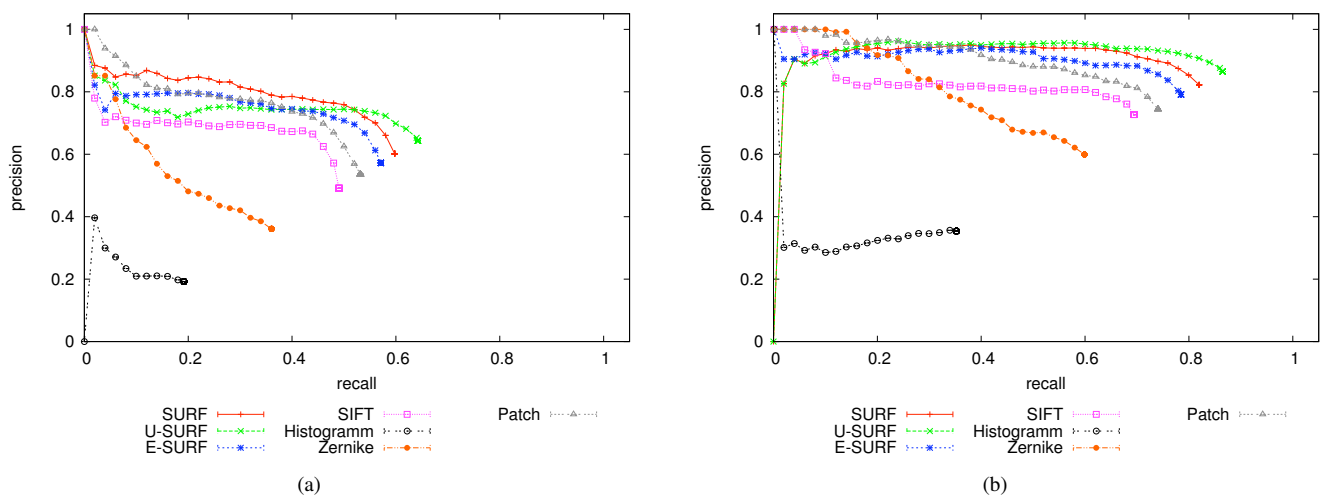 1
0.8
0.6
0.4
0.2
0
precision
0 0.2 0.4 0.6 0.8 1
recall
SURF SIFT Patch
U-SURF Histogramm
E-SURF Zernike
(a)
1
0.8
0.6
0.4
0.2
0
precision
0 0.2 0.4 0.6 0.8 1
recall
SURF SIFT Patch
U-SURF Histogramm
E-SURF Zernike
(b)